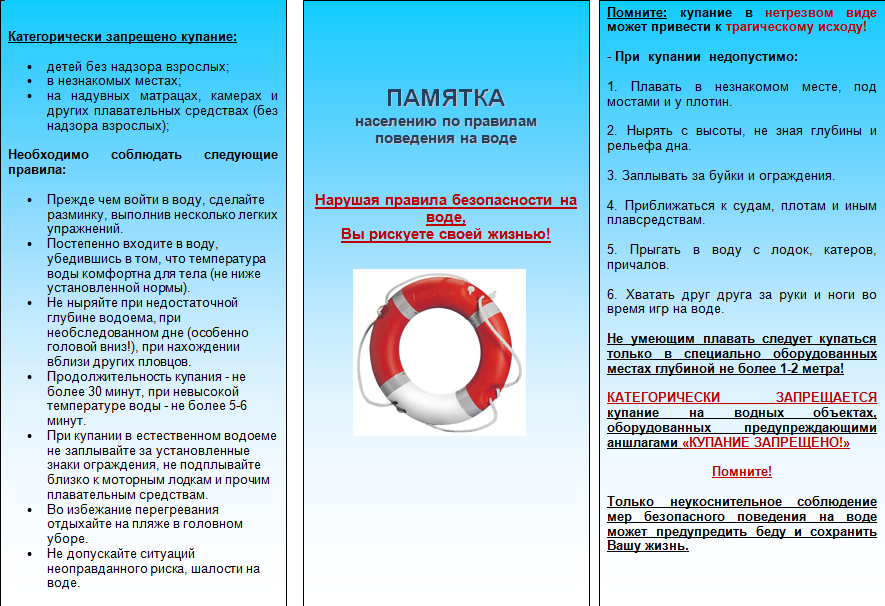 Категорически запрещено купание:
• детей без надзора взрослых;
• в незнакомых местах;
• на надувных матрацах, камерах и
других плавательных средствах (без
надзора взрослых);
Необходимо соблюдать следующие
правила:
• Прежде чем войти в воду, сделайте
разминку, выполнив несколько легких
упражнений.
• Постепенно входите в воду,
убедившись в том, что температура
воды комфортна для тела (не ниже
установленной нормы).
• Не ныряйте при недостаточной
глубине водоема, при
необследованном дне (особенно
головой вниз!), при нахождении
вблизи других пловцов.
• Продолжительность купания - не
более 30 минут, при невысокой
температуре воды - не более 5-6
минут.
• При купании в естественном водоеме
не заплывайте за установленные
знаки ограждения, не подплывайте
близко к моторным лодкам и прочим
плавательным средствам.
• Во избежание перегревания
отдыхайте на пляже в головном
уборе.
• Не допускайте ситуаций
неоправданного риска, шалости на
воде.
ПАМЯТКА
населению по правилам
поведения на воде
Нарушая правила безопасности на
воде,
Вы рискуете своей жизнью!
Помните: купание в нетрезвом виде
может привести к трагическому исходу!
- При купании недопустимо:
1. Плавать в незнакомом месте, под
мостами и у плотин.
2. Нырять с высоты, не зная глубины и
рельефа дна.
3. Заплывать за буйки и ограждения.
4. Приближаться к судам, плотам и иным
плавсредствам.
5. Прыгать в воду с лодок, катеров,
причалов.
6. Хватать друг друга за руки и ноги во
время игр на воде.
Не умеющим плавать следует купаться
только в специально оборудованных
местах глубиной не более 1-2 метра!
КАТЕГОРИЧЕСКИ ЗАПРЕЩАЕТСЯ
купание на водных объектах,
оборудованных предупреждающими
аншлагами «КУПАНИЕ ЗАПРЕЩЕНО!»
Помните!
Только неукоснительное соблюдение
мер безопасного поведения на воде
может предупредить беду и сохранить
Вашу жизнь.